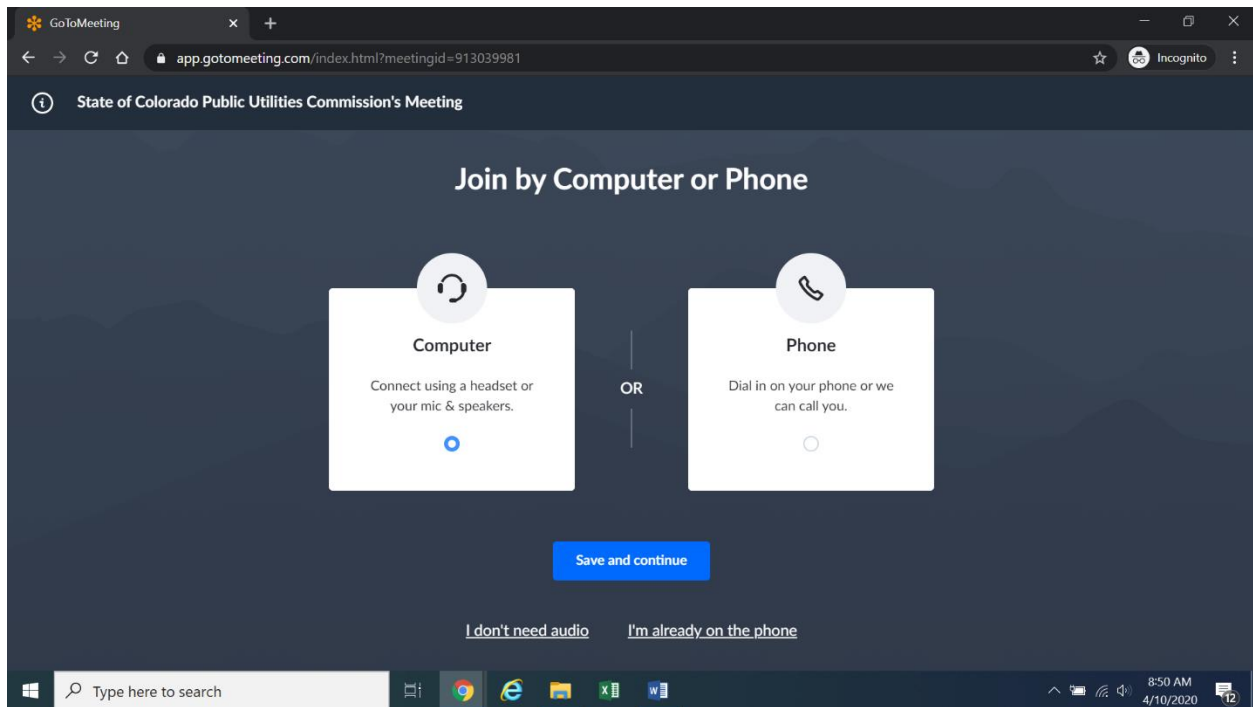 GoToMeeting
app.gotomeeting.com/index.html?meetingid=913039981
Incognito
State of Colorado Public Utilities Commission's Meeting
Join by Computer or Phone
Computer
Connect using a headset or
your mic & speakers.
OR
Phone
Dial in on your phone or we
can call you.
Save and continue
I don't need audio
I'm already on the phone
Type here to search
8:50 AM
4/10/2020
12